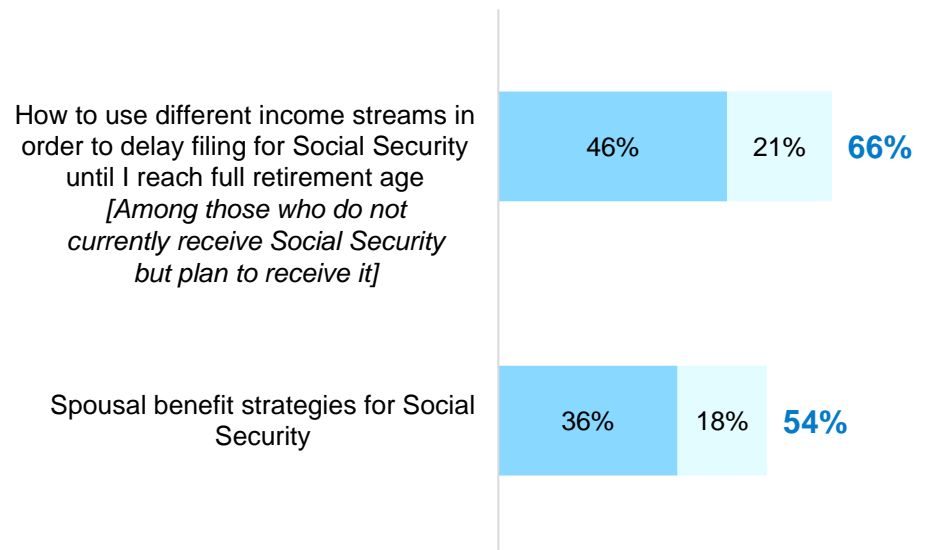 How to use different income streams in
order to delay filing for Social Security
until I reach full retirement age
[Among those who do not
currently receive Social Security
but plan to receive it]
46%
21%
66%
Spousal benefit strategies for Social
Security
36%
18%
54%